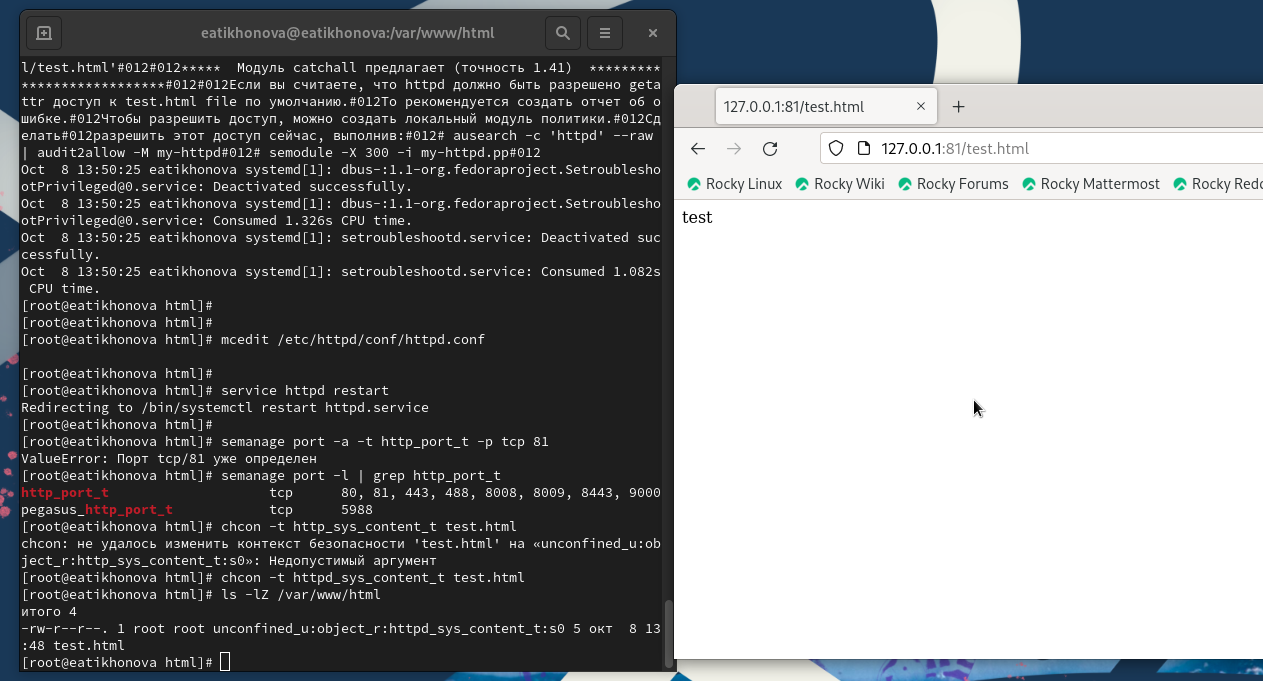 eatikhonova@eatikhonova:/var/www/html
l/test.html'#012#012*****  Модуль catchall предлагает (точность 1.41)  *********
******************#012#012Если вы считаете, что httpd должно быть разрешено geta
ttr доступ к test.html file по умолчанию.#012То рекомендуется создать отчет об о
шибке.#012Чтобы разрешить доступ, можно создать локальный модуль политики.#012Сд
елать#012разрешить этот доступ сейчас, выполнив:#012# ausearch -c 'httpd' --raw
| audit2allow -M my-httpd#012# semodule -X 300 -i my-httpd.pp#012
Oct  8 13:50:25 eatikhonova systemd[1]: dbus-:1.1-org.fedoraproject.Setroublesho
otPrivileged@0.service: Deactivated successfully.
Oct  8 13:50:25 eatikhonova systemd[1]: dbus-:1.1-org.fedoraproject.Setroublesho
otPrivileged@0.service: Consumed 1.326s CPU time.
Oct  8 13:50:25 eatikhonova systemd[1]: setroubleshootd.service: Deactivated suc
cessfully.
Oct  8 13:50:25 eatikhonova systemd[1]: setroubleshootd.service: Consumed 1.082s
 CPU time.
[root@eatikhonova html]#
[root@eatikhonova html]#
[root@eatikhonova html]# mcedit /etc/httpd/conf/httpd.conf
[root@eatikhonova html]#
[root@eatikhonova html]# service httpd restart
Redirecting to /bin/systemctl restart httpd.service
[root@eatikhonova html]#
[root@eatikhonova html]# semanage port -a -t http_port_t -p tcp 81
ValueError: Порт tcp/81 уже определен
[root@eatikhonova html]# semanage port -l | grep http_port_t
http_port_t                    tcp      80, 81, 443, 488, 8008, 8009, 8443, 9000
pegasus_http_port_t            tcp      5988
[root@eatikhonova html]# chcon -t http_sys_content_t test.html
chcon: не удалось изменить контекст безопасности 'test.html' на «unconfined_u:ob
ject_r:http_sys_content_t:s0»: Недопустимый аргумент
[root@eatikhonova html]# chcon -t httpd_sys_content_t test.html
[root@eatikhonova html]# ls -lZ /var/www/html
итого 4
-rw-r--r--. 1 root root unconfined_u:object_r:httpd_sys_content_t:s0 5 окт  8 13
:48 test.html
[root@eatikhonova html]#
127.0.0.1:81/test.html
127.0.0.1:81/test.html
Rocky Linux Rocky Wiki Rocky Forums Rocky Mattermost Rocky Redd
test